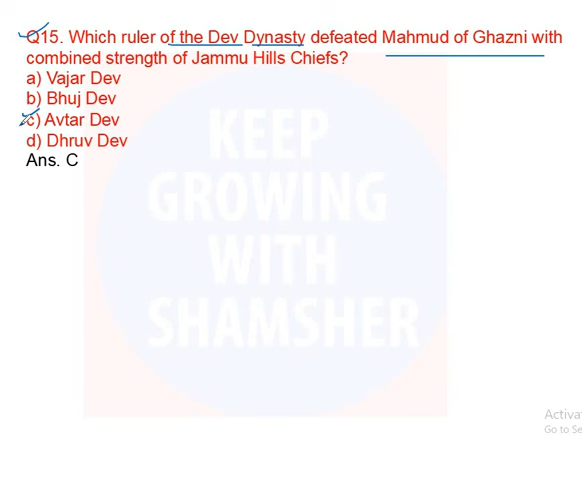 Q15. Which ruler of the Dev Dynasty defeated Mahmud of Ghazni with
combined strength of Jammu Hills Chiefs?
a) Vajar Dev
b) Bhuj Dev
c) Avtar Dev
d) Dhruv Dev
Ans. C
KEEP
GROWING
WITH
SHAMSHER
Activa
Go to Se